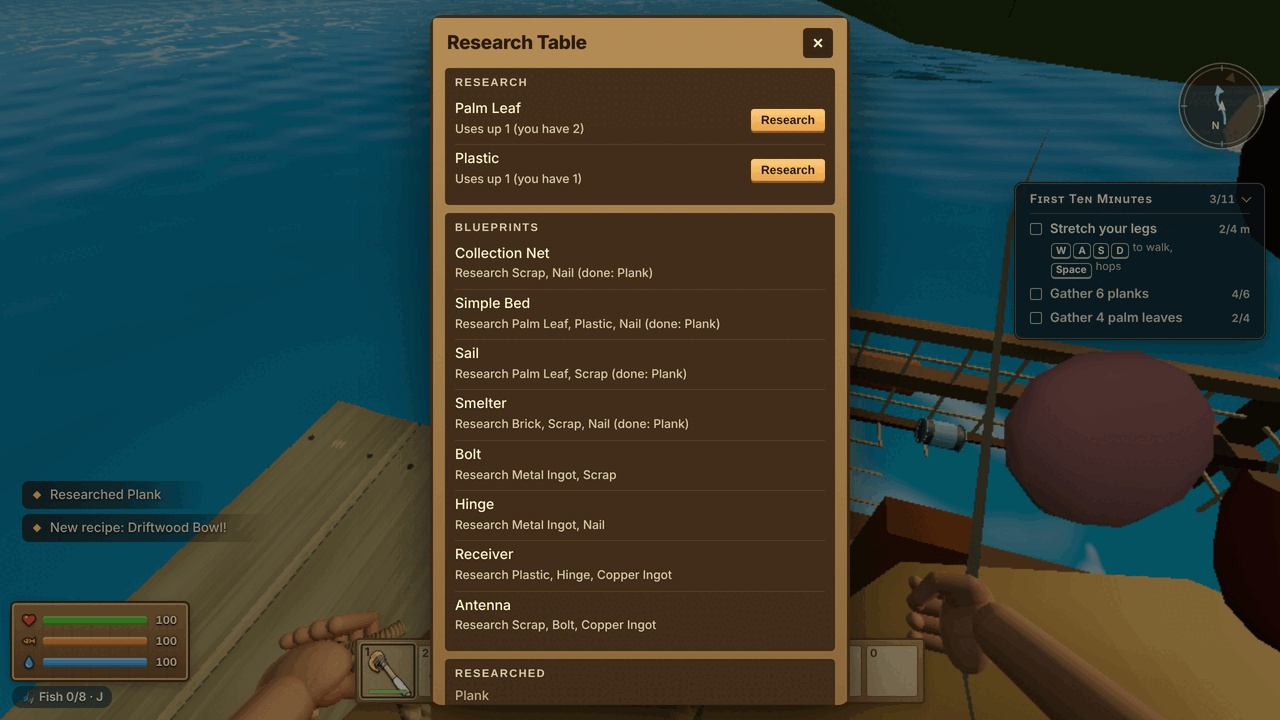 Research Table
RESEARCH
Palm Leaf
Uses up 1 (you have 2)
Research
Plastic
Uses up 1 (you have 1)
Research
BLUEPRINTS
Collection Net
Research Scrap, Nail (done: Plank)
Simple Bed
Research Palm Leaf, Plastic, Nail (done: Plank)
Sail
Research Palm Leaf, Scrap (done: Plank)
Smelter
Research Brick, Scrap, Nail (done: Plank)
Bolt
Research Metal Ingot, Scrap
Hinge
Research Metal Ingot, Nail
Receiver
Research Plastic, Hinge, Copper Ingot
Antenna
Research Scrap, Bolt, Copper Ingot
RESEARCHED
Plank
N
First Ten Minutes 3/11
Stretch your legs 2/4 m
W A S D to walk,
Space hops
Gather 6 planks 4/6
Gather 4 palm leaves 2/4
Researched Plank
New recipe: Driftwood Bowl!
100
100
100
Fish 0/8 · J
1 2 0